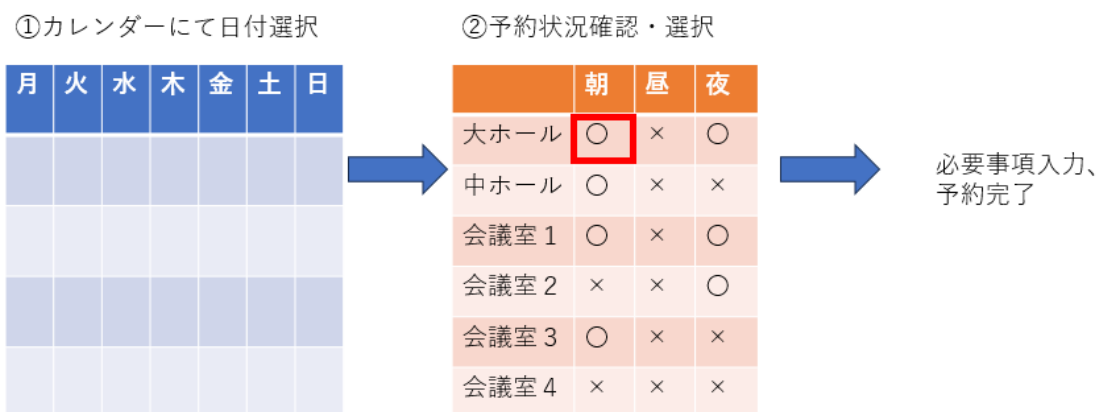 ①カレンダーにて日付選択
月 火 水 木 金 土 日
②予約状況確認・選択
朝 昼 夜
大ホール 〇 × 〇
中ホール 〇 × ×
会議室1 〇 × 〇
会議室2 × × 〇
会議室3 〇 × ×
会議室4 × × ×
必要事項入力、
予約完了